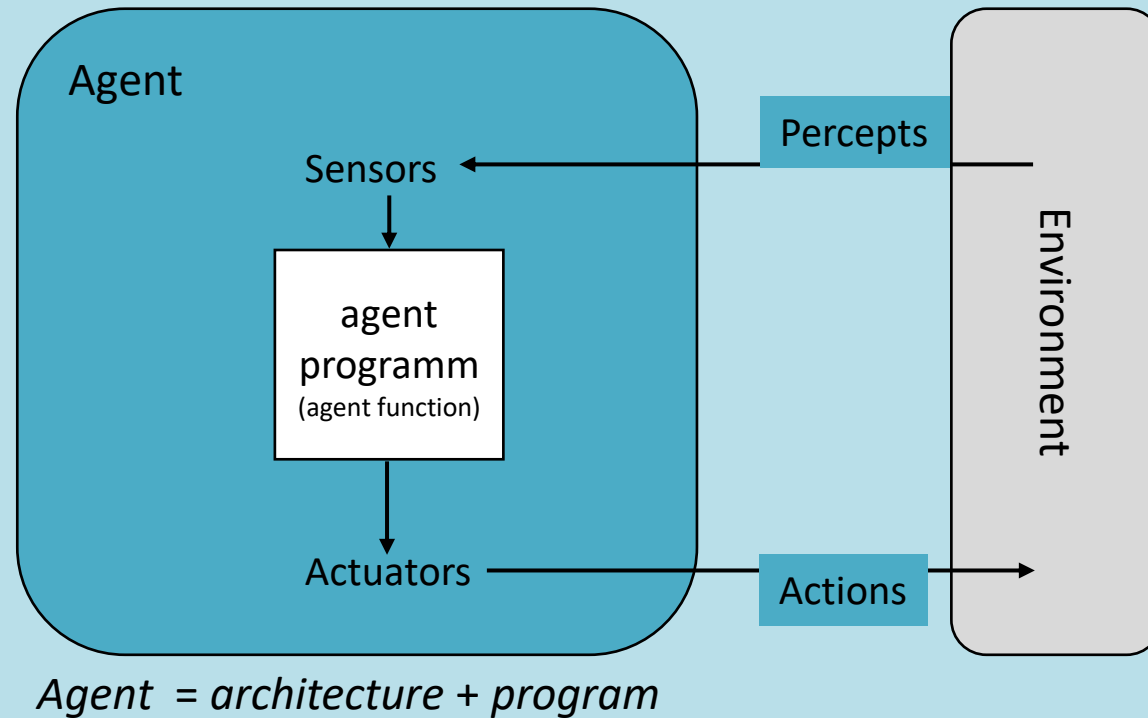 Agent
Percepts
Sensors
Environment
agent
programm
(agent function)
Actuators
Actions
Agent = architecture + program